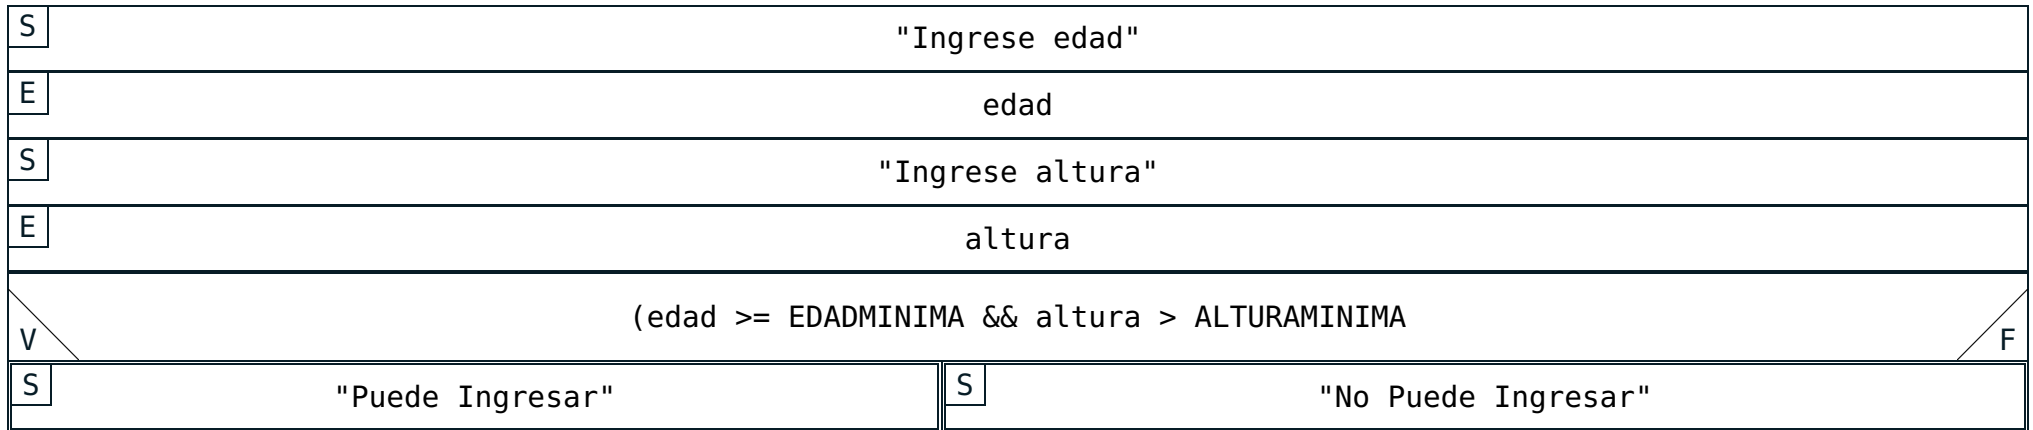 S
"Ingrese edad"
E
edad
S
"Ingrese altura"
E
altura
(edad >= EDADMINIMA && altura > ALTURAMINIMA
V
F
S
"Puede Ingresar"
S
"No Puede Ingresar"